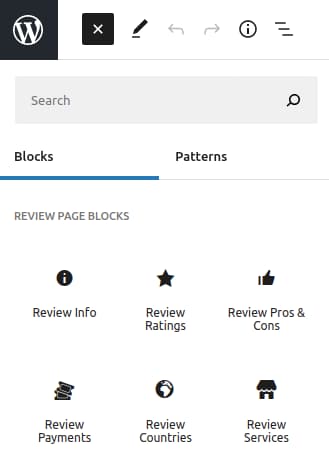 Search
Blocks Patterns
REVIEW PAGE BLOCKS
Review Info
Review
Ratings
Review Pros &
Cons
Review
Payments
Review
Countries
Review
Services